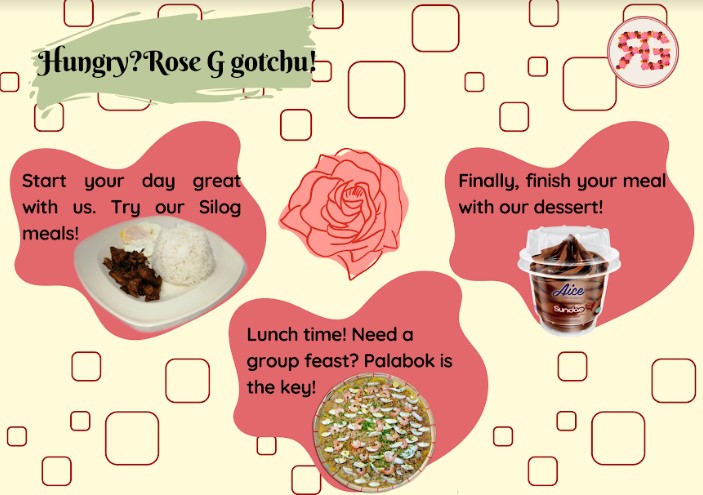 Hungry?Rose G gotchu!
RG
Start your day great
with us. Try our Silog
meals!
Finally, finish your meal
with our dessert!
Aice
Sundae
Lunch time! Need a
group feast? Palabok is
the key!